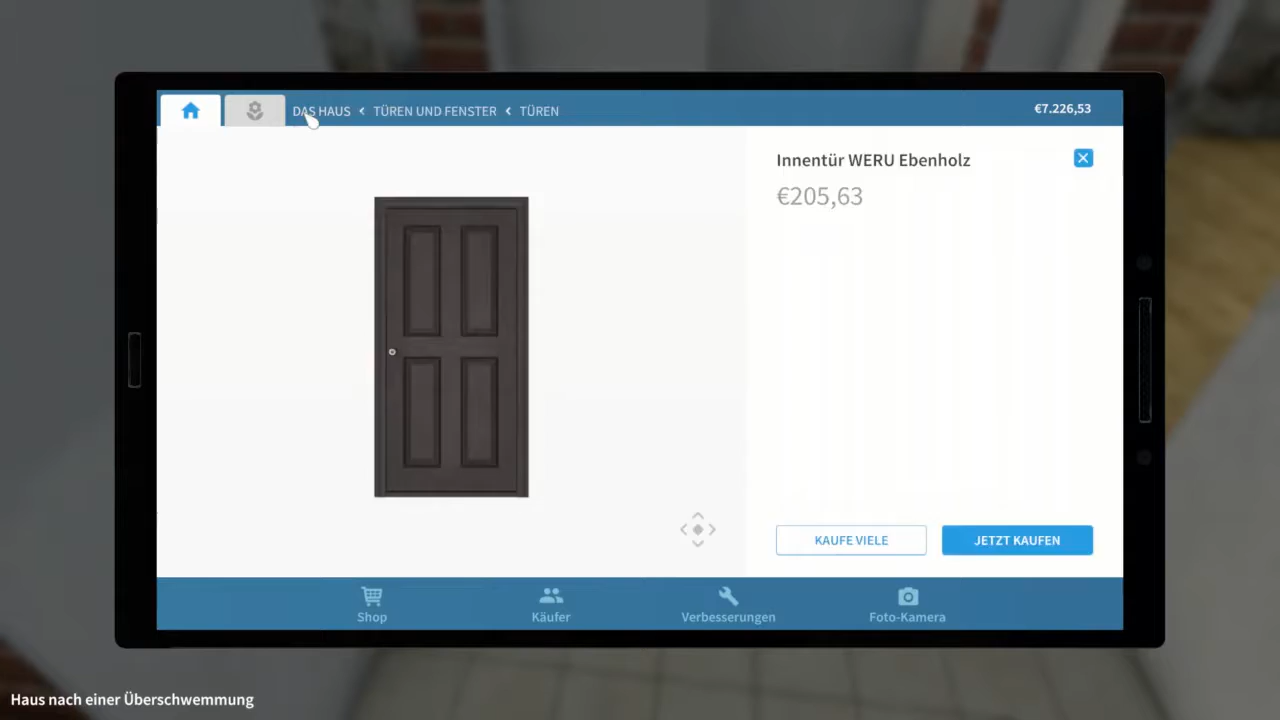 DAS HAUS < TÜREN UND FENSTER < TÜREN
€7.226,53
Innentür WERU Ebenholz
€205,63
KAUFE VIELE
JETZT KAUFEN
Shop
Käufer
Verbesserungen
Foto-Kamera
Haus nach einer Überschwemmung